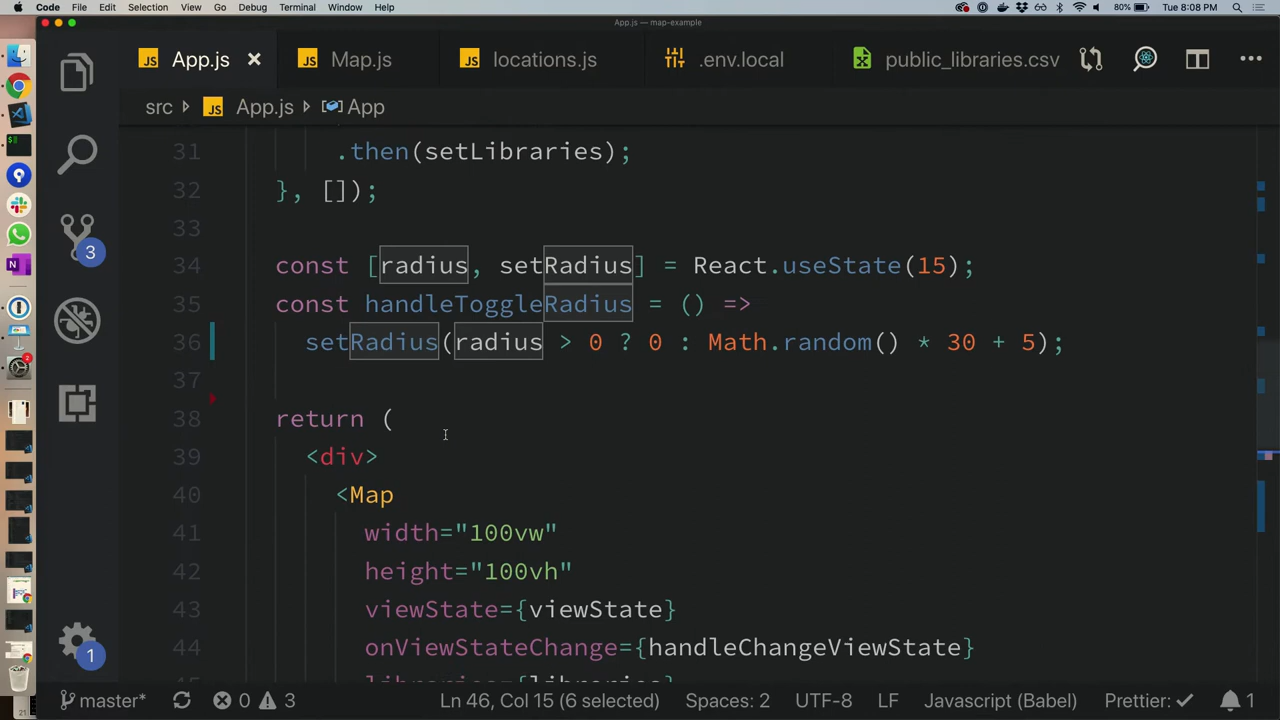 Code File Edit Selection View Go Debug Terminal Window Help 80% Tue 8:08 PM
App.js — map-example
App.js Map.js locations.js .env.local public_libraries.csv
src App.js App
31 .then(setLibraries);
32 }, []);
33
34 const [radius, setRadius] = React.useState(15);
35 const handleToggleRadius = () =>
36 setRadius(radius > 0 ? 0 : Math.random() * 30 + 5);
37
38 return (
39 <div>
40 <Map
41 width="100vw"
42 height="100vh"
43 viewState={viewState}
44 onViewStateChange={handleChangeViewState}
3
1
master* 0 3 Ln 46, Col 15 (6 selected) Spaces: 2 UTF-8 LF Javascript (Babel) Prettier: 1